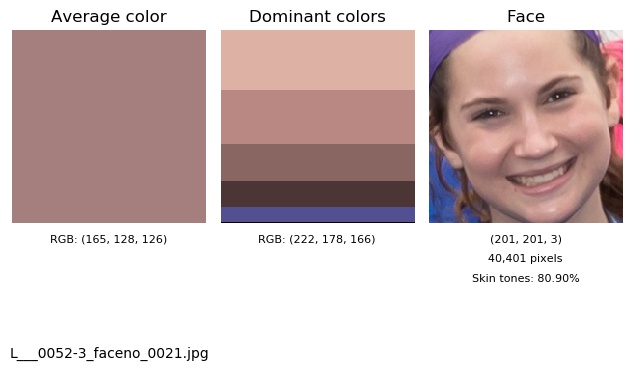 Average color
Dominant colors
Face
RGB: (165, 128, 126)
RGB: (222, 178, 166)
(201, 201, 3)
40,401 pixels
Skin tones: 80.90%
L___0052-3_faceno_0021.jpg